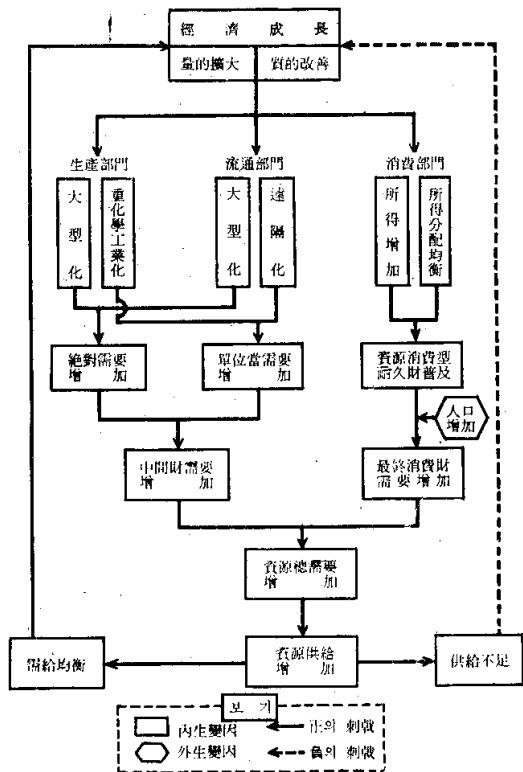 經濟成長
量的擴大 質的改善
生產部門 流通部門 消費部門
大型化
重化學工業化
大型化
遠隔化
所得增加
所得分配均衡
絶對需要
增加
單位當需要
增加
資源消費型
耐久財普及
人口
增加
中間財需要
增加
最終消費財
需要增加
資源總需要
增加
需給均衡
資源供給
增加
供給不足
보기
內生變因 正의 刺戟
外生變因 負의 刺戟